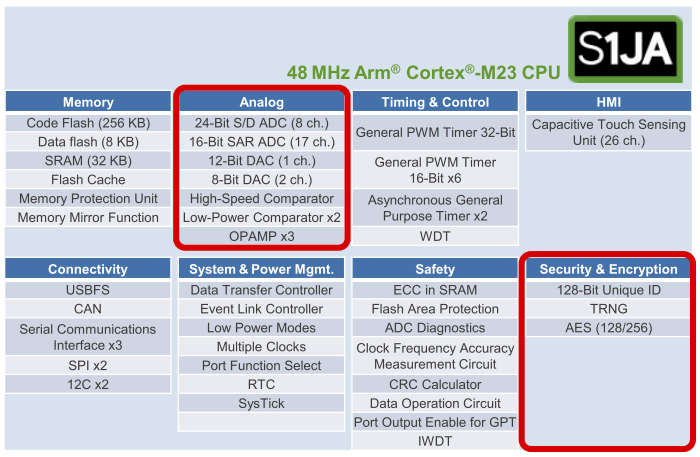 S1JA
48 MHz Arm® Cortex®-M23 CPU
Memory
Code Flash (256 KB)
Data flash (8 KB)
SRAM (32 KB)
Flash Cache
Memory Protection Unit
Memory Mirror Function
Analog
24-Bit S/D ADC (8 ch.)
16-Bit SAR ADC (17 ch.)
12-Bit DAC (1 ch.)
8-Bit DAC (2 ch.)
High-Speed Comparator
Low-Power Comparator x2
OPAMP x3
Timing & Control
General PWM Timer 32-Bit
General PWM Timer
16-Bit x6
Asynchronous General
Purpose Timer x2
WDT
HMI
Capacitive Touch Sensing
Unit (26 ch.)
Connectivity
USBFS
CAN
Serial Communications
Interface x3
SPI x2
12C x2
System & Power Mgmt.
Data Transfer Controller
Event Link Controller
Low Power Modes
Multiple Clocks
Port Function Select
RTC
SysTick
Safety
ECC in SRAM
Flash Area Protection
ADC Diagnostics
Clock Frequency Accuracy
Measurement Circuit
CRC Calculator
Data Operation Circuit
Port Output Enable for GPT
IWDT
Security & Encryption
128-Bit Unique ID
TRNG
AES (128/256)